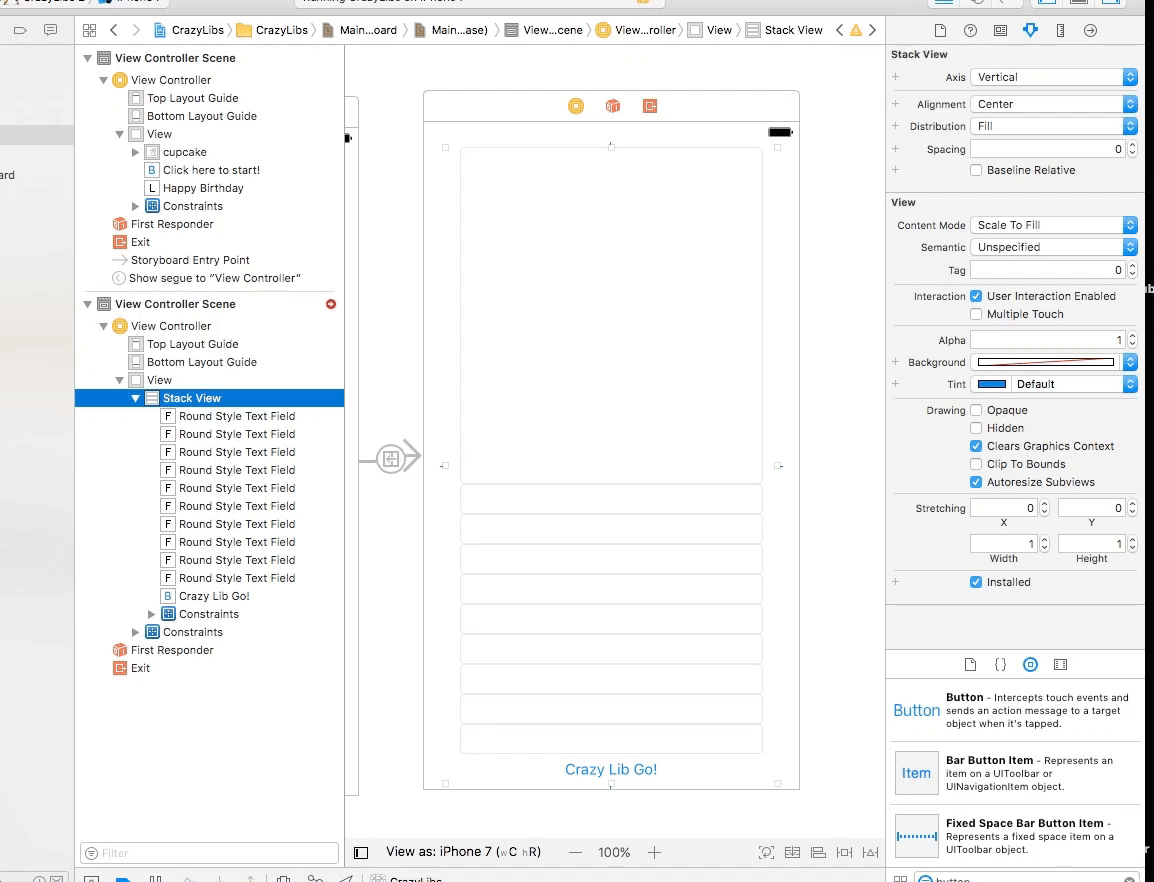 CrazyLibs
CrazyLibs
Main...oard
Main...ase)
View...cene
View...roller
View
Stack View
ard
View Controller Scene
View Controller
Top Layout Guide
Bottom Layout Guide
View
cupcake
B Click here to start!
L Happy Birthday
Constraints
First Responder
Exit
Storyboard Entry Point
Show segue to “View Controller”
View Controller Scene
View Controller
Top Layout Guide
Bottom Layout Guide
View
Stack View
F Round Style Text Field
F Round Style Text Field
F Round Style Text Field
F Round Style Text Field
F Round Style Text Field
F Round Style Text Field
F Round Style Text Field
F Round Style Text Field
F Round Style Text Field
F Round Style Text Field
B Crazy Lib Go!
Constraints
Constraints
First Responder
Exit
Filter
Crazy Lib Go!
View as: iPhone 7 (wC hR)
— 100% +
CrazyLibs
Stack View
Axis Vertical
Alignment Center
Distribution Fill
Spacing 0
Baseline Relative
View
Content Mode Scale To Fill
Semantic Unspecified
Tag 0
Interaction User Interaction Enabled
Multiple Touch
Alpha 1
Background
Tint Default
Drawing Opaque
Hidden
Clears Graphics Context
Clip To Bounds
Autoresize Subviews
Stretching 0 0
X Y
1 1
Width Height
Installed
Button
Button - Intercepts touch events and
sends an action message to a target
object when it's tapped.
Item
Bar Button Item - Represents an
item on a UIToolbar or
UINavigationItem object.
Fixed Space Bar Button Item -
Represents a fixed space item on a
UIToolbar object.
button